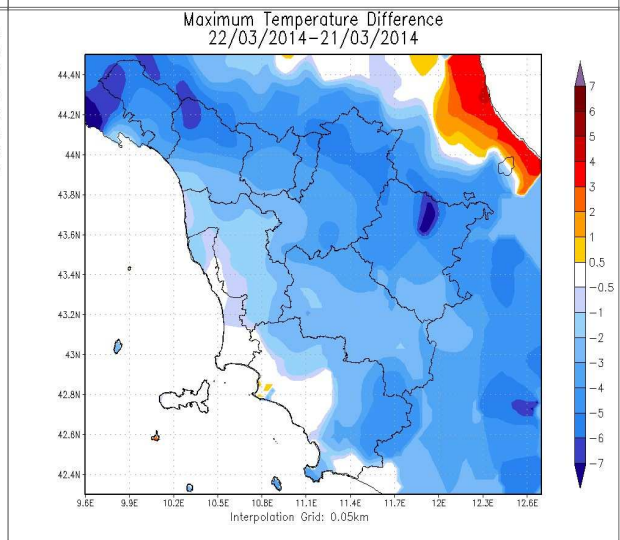 Maximum Temperature Difference
22/03/2014-21/03/2014
44.4N
44.2N
44N
43.8N
43.6N
43.4N
43.2N
43N
42.8N
42.6N
42.4N
9.6E 9.9E 10.2E 10.5E 10.8E 11.1E 11.4E 11.7E 12E 12.3E 12.6E
Interpolation Grid: 0.05km
7
6
5
4
3
2
1
0.5
-0.5
-1
-2
-3
-4
-5
-6
-7